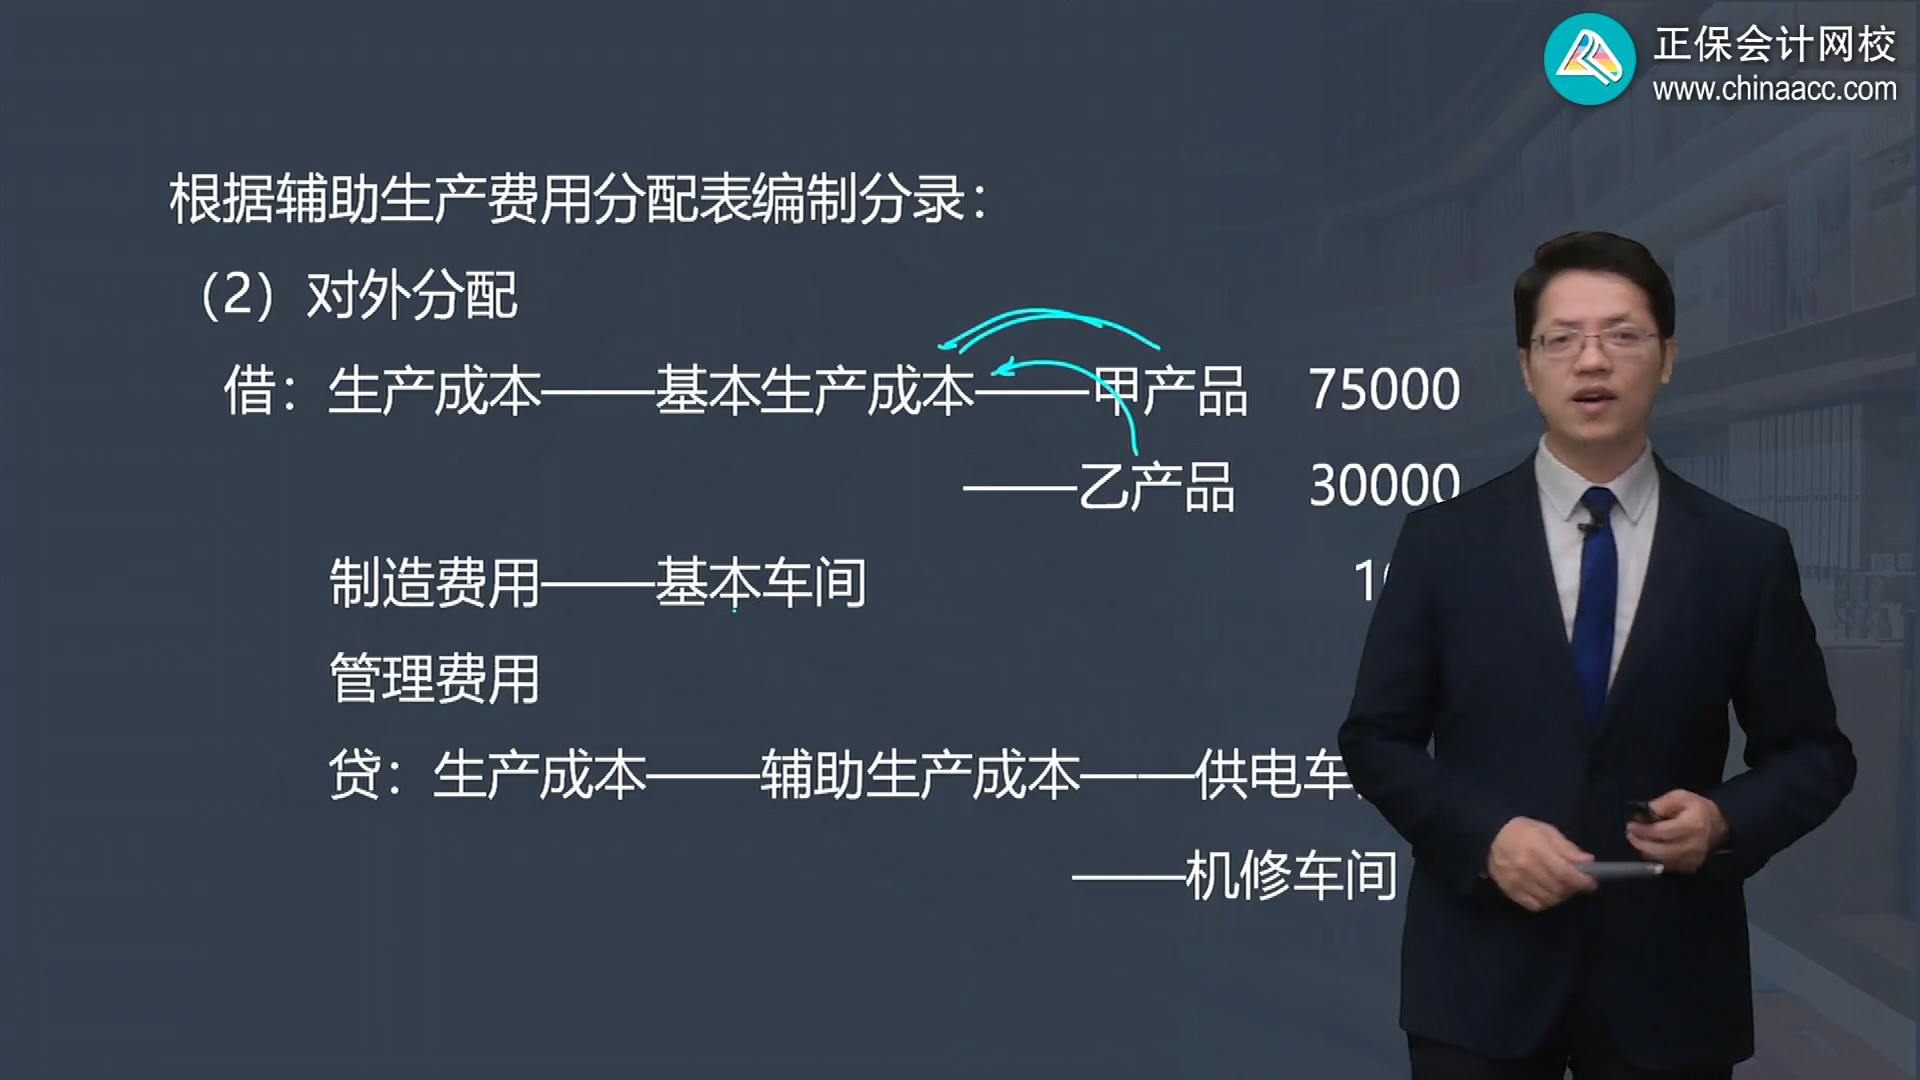 正保会计网校
www.chinaacc.com
根据辅助生产费用分配表编制分录：
（2）对外分配
借：生产成本——基本生产成本——甲产品 75000
——乙产品 30000
制造费用——基本车间
管理费用
贷：生产成本——辅助生产成本——供电车
——机修车间